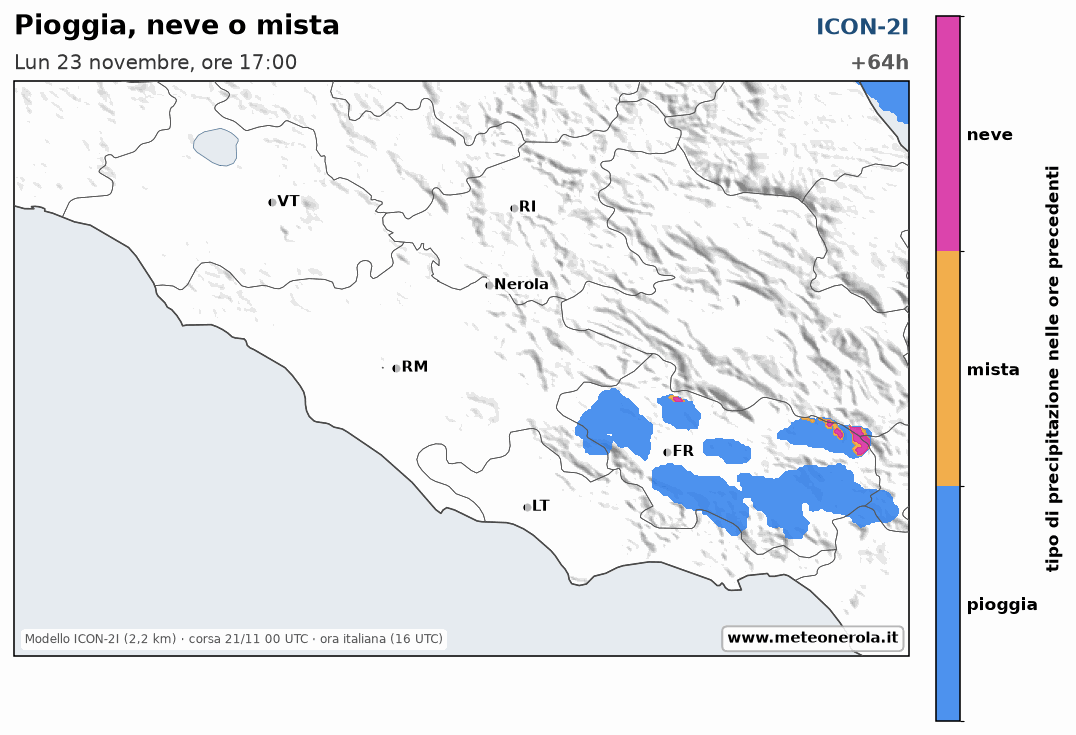 Pioggia, neve o mista
ICON-2I
Lun 23 novembre, ore 17:00
+64h
neve
VT
RI
Nerola
RM
mista
tipo di precipitazione nelle ore precedenti
FR
LT
pioggia
Modello ICON-2I (2,2 km) · corsa 21/11 00 UTC · ora italiana (16 UTC)
www.meteonerola.it